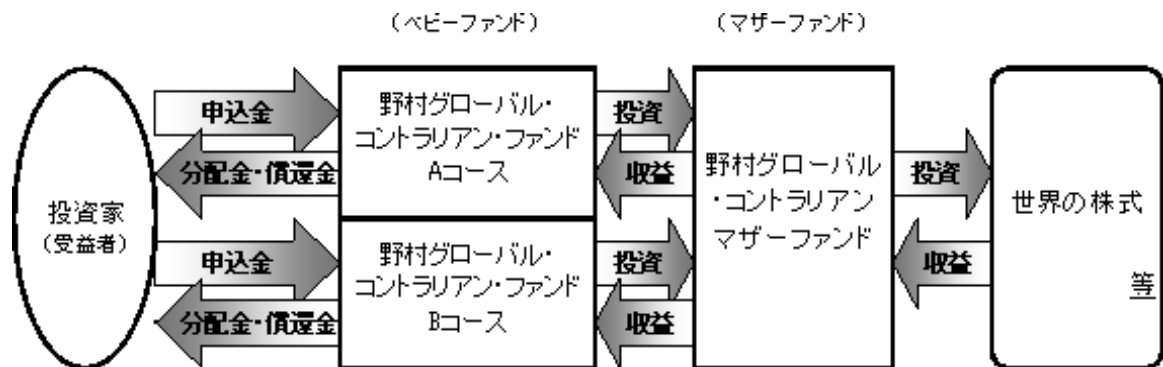 （ベビーファンド）
（マザーファンド）
申込金
野村グローバル・
コントラリアン・ファンド
Aコース
投資
分配金・償還金
収益
投資家
（受益者）
野村グローバル
・コントラリアン
マザーファンド
投資
世界の株式
申込金
野村グローバル・
コントラリアン・ファンド
Bコース
投資
収益
等
分配金・償還金
収益